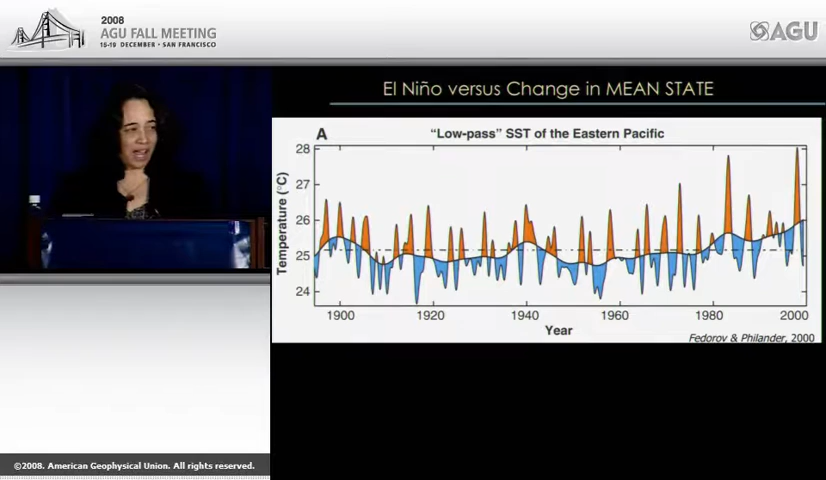 2008
AGU FALL MEETING
15-19 DECEMBER • SAN FRANCISCO
AGU
El Niño versus Change in MEAN STATE
A
"Low-pass" SST of the Eastern Pacific
Temperature (°C)
28
27
26
25
24
1900
1920
1940
1960
1980
2000
Year
Fedorov & Philander, 2000
©2008. American Geophysical Union. All rights reserved.